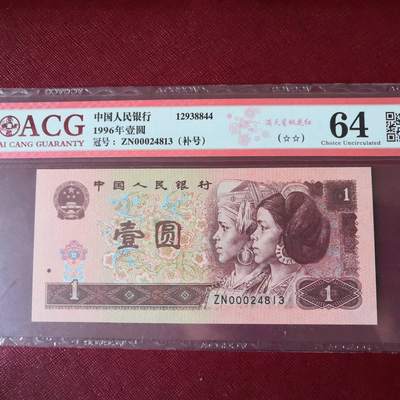 ACG
AI CANG GUARANTY
中国人民银行 12938844
1996年壹圆
冠号: ZN00024813 (补号)
满天星桃花红
(☆☆)
64
Choice Uncirculated
中国人民银行
1
壹圆
1
ZN00024813
1